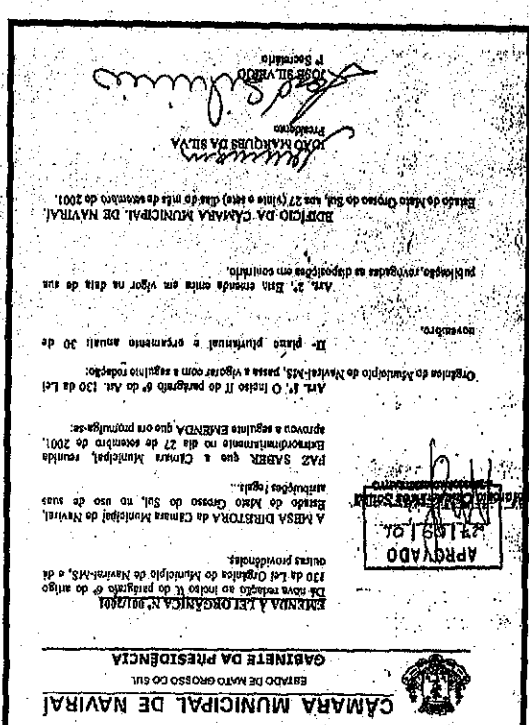 CÂMARA MUNICIPAL DE NAVIRAÍ
ESTADO DE MATO GROSSO DO SUL
GABINETE DA PRESIDÊNCIA
EMENDA À LEI ORGÂNICA Nº 001/2001
Dá nova redação ao inciso II do parágrafo 6º do artigo
130 da Lei Orgânica do Município de Naviraí-MS, e dá
outras providências.
APROVADO
27/09/01
A MESA DIRETORA da Câmara Municipal de Naviraí,
Estado de Mato Grosso do Sul, no uso de suas
atribuições legais...
FAZ SABER que a Câmara Municipal, reunida
Extraordinariamente no dia 27 de setembro de 2001,
aprovou a seguinte EMENDA que ora promulga-se:
Art. 1º, O inciso II do parágrafo 6º do Art. 130 da Lei
Orgânica do Município de Naviraí-MS, passa a vigorar com a seguinte redação:
II- plano plurianual e orçamento anual: 30 de
novembro.
Art. 2º, Esta emenda entra em vigor na data de sua
publicação, revogadas as disposições em contrário.
EDIFÍCIO DA CÂMARA MUNICIPAL DE NAVIRAÍ
Estado de Mato Grosso do Sul, aos 27 (vinte e sete) dias do mês de setembro de 2001.
JOÃO MARQUES DA SILVA
Presidente
JOSÉ SILVÉRIO
1º Secretário